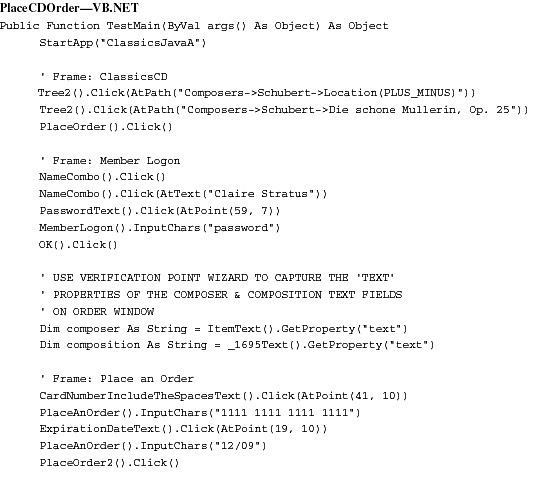 PlaceCDOrder—VB.NET
Public Function TestMain(ByVal args() As Object) As Object
StartApp("ClassicsJavaA")
' Frame: ClassicsCD
Tree2().Click(AtPath("Composers->Schubert->Location(PLUS_MINUS)"))
Tree2().Click(AtPath("Composers->Schubert->Die schone Mullerin, Op. 25"))
PlaceOrder().Click()
' Frame: Member Logon
NameCombo().Click()
NameCombo().Click(AtText("Claire Stratus"))
PasswordText().Click(AtPoint(59, 7))
MemberLogon().InputChars("password")
OK().Click()
' USE VERIFICATION POINT WIZARD TO CAPTURE THE 'TEXT'
' PROPERTIES OF THE COMPOSER & COMPOSITION TEXT FIELDS
' ON ORDER WINDOW
Dim composer As String = ItemText().GetProperty("text")
Dim composition As String = _1695Text().GetProperty("text")
' Frame: Place an Order
CardNumberIncludeTheSpacesText().Click(AtPoint(41, 10))
PlaceAnOrder().InputChars("1111 1111 1111 1111")
ExpirationDateText().Click(AtPoint(19, 10))
PlaceAnOrder().InputChars("12/09")
PlaceOrder2().Click()